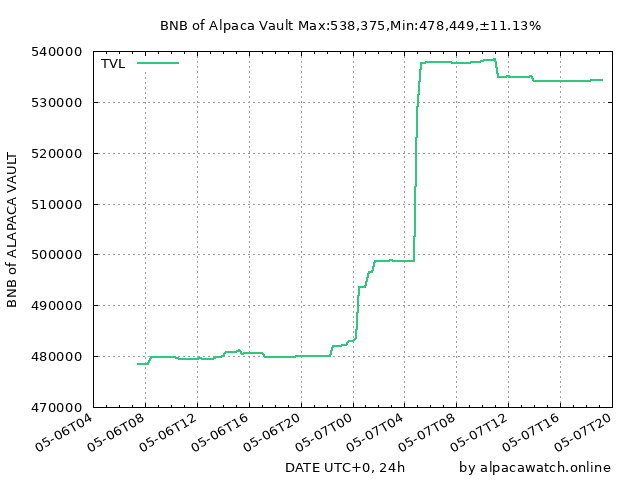 BNB of Alpaca Vault Max:538,375,Min:478,449,±11.13%
TVL
BNB of ALAPACA VAULT
540000
530000
520000
510000
500000
490000
480000
470000
05-06T04
05-06T08
05-06T12
05-06T16
05-06T20
05-07T00
05-07T04
05-07T08
05-07T12
05-07T16
05-07T20
DATE UTC+0, 24h
by alpacawatch.online